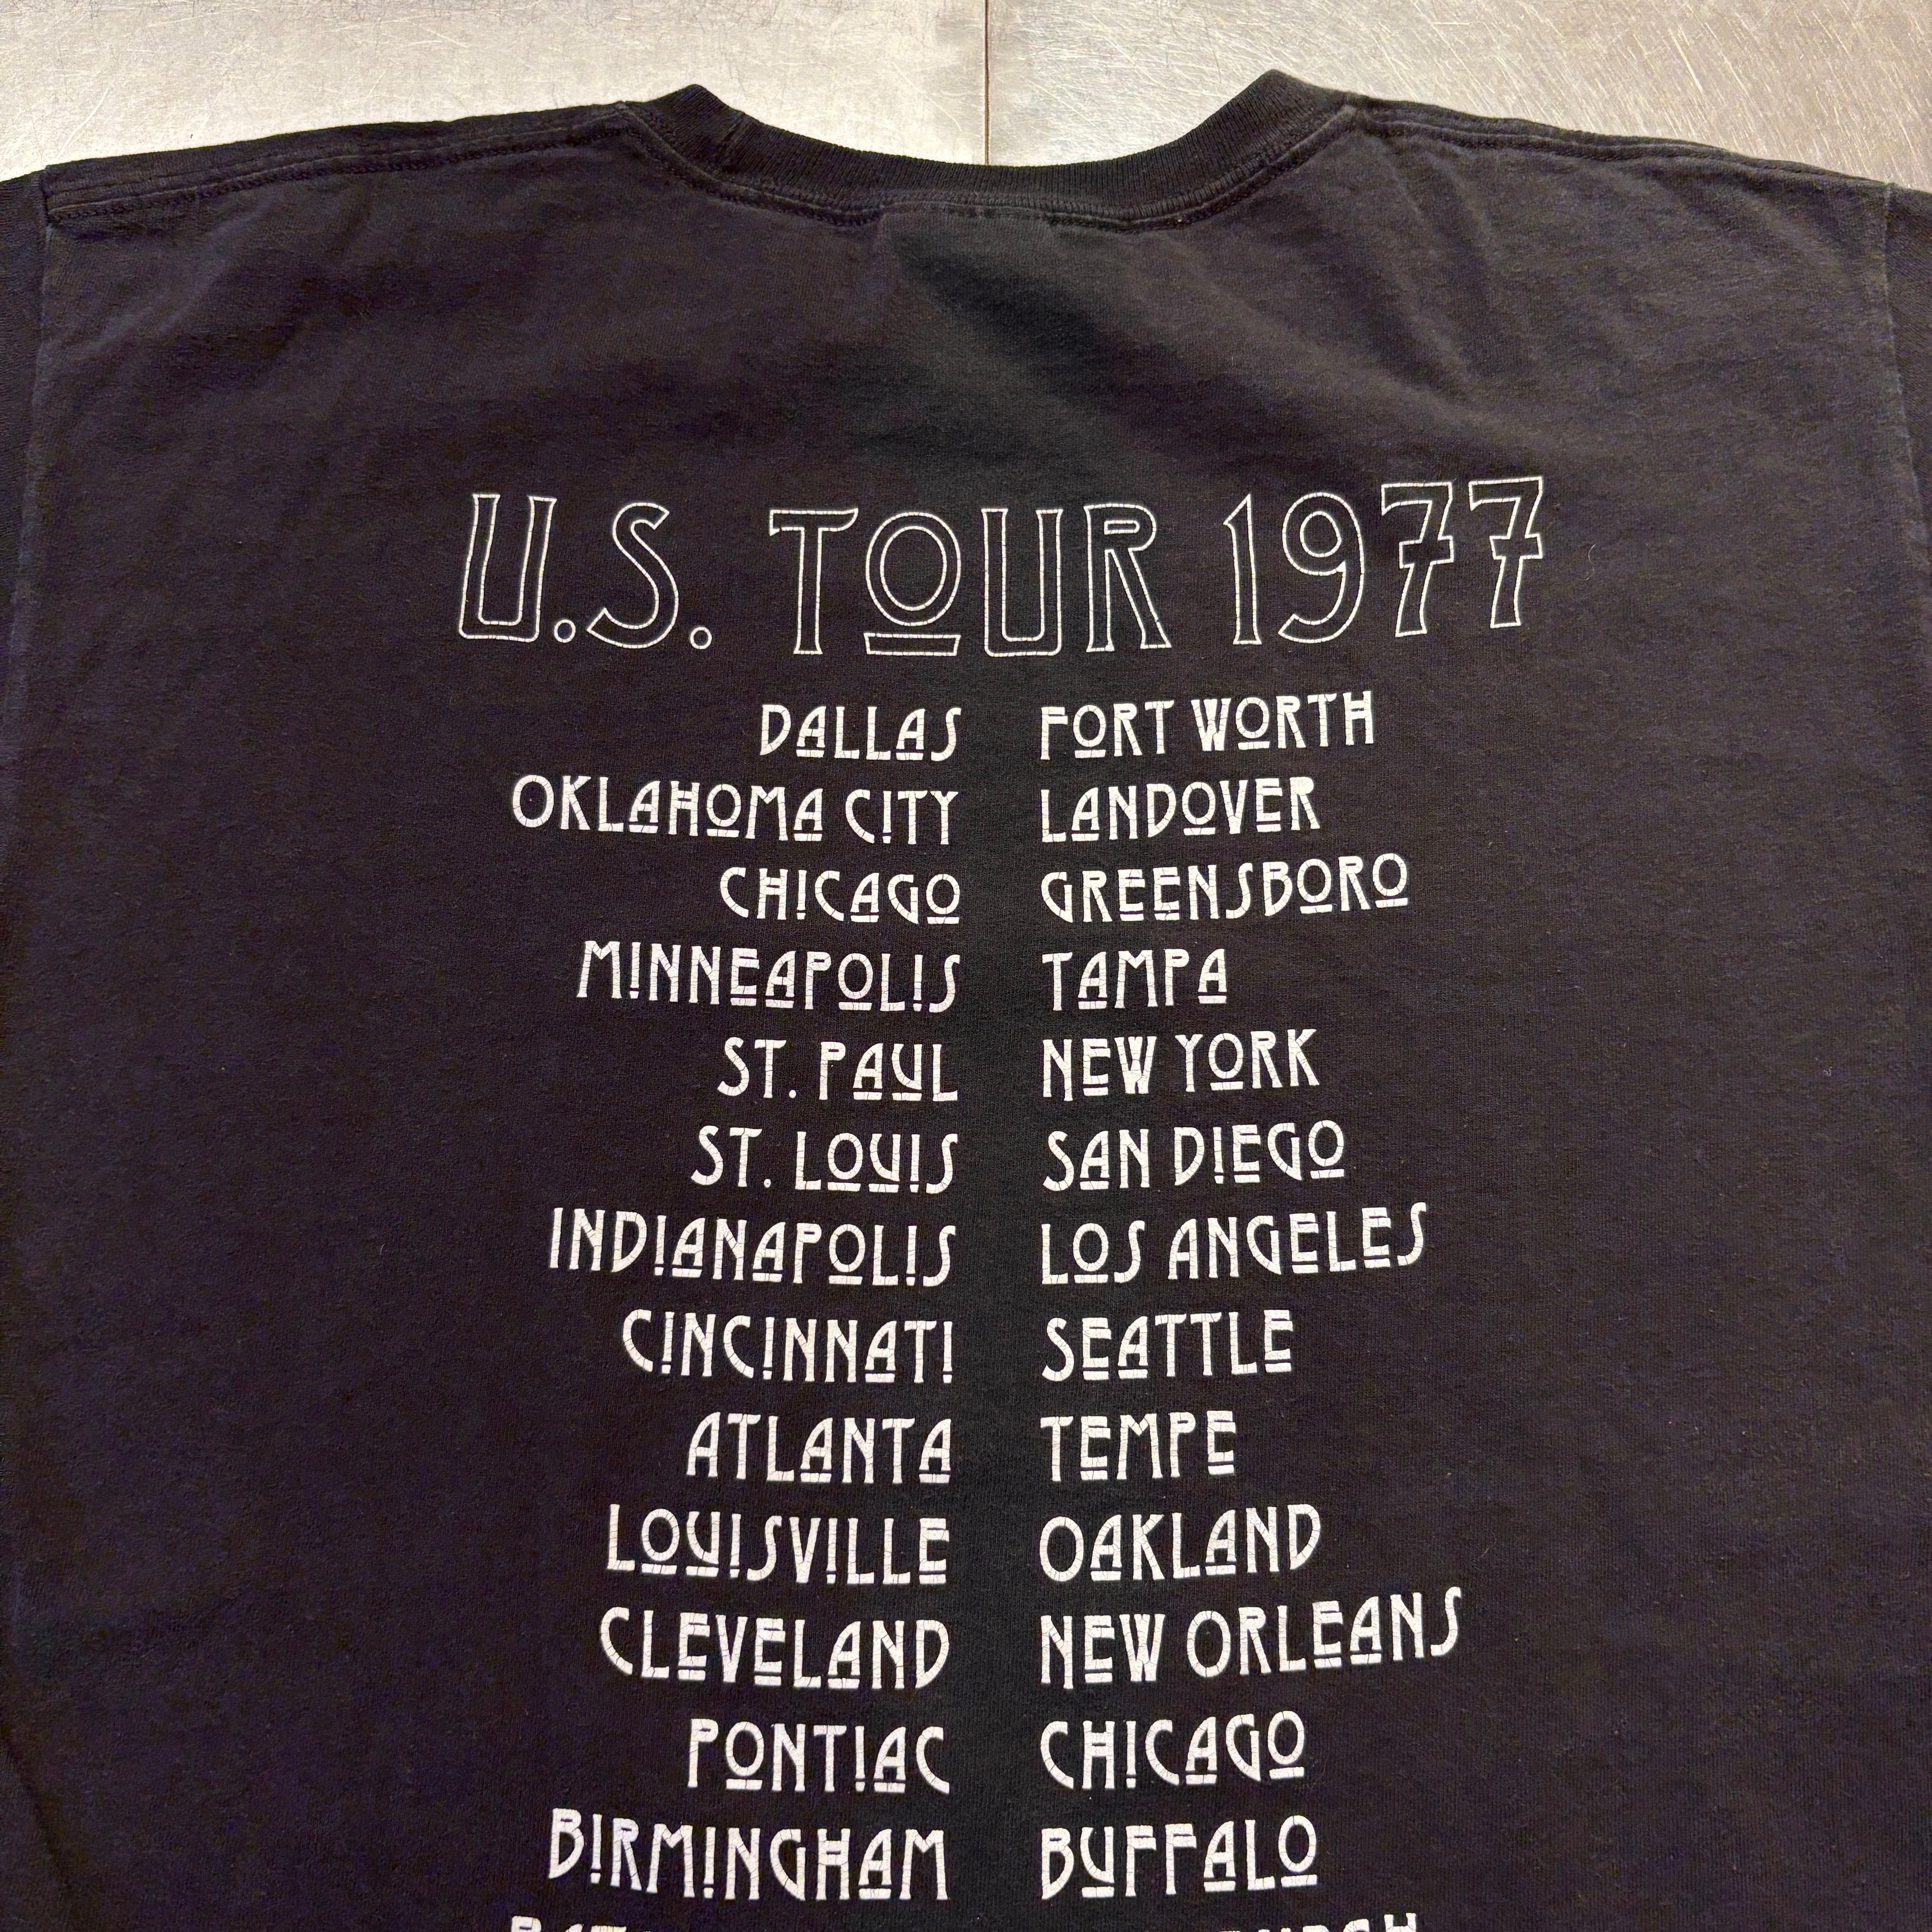 U.S. TOUR 1977
DALLAS FORT WORTH
OKLAHOMA CITY LANDOVER
CHICAGO GREENSBORO
MINNEAPOLIS TAMPA
ST. PAUL NEW YORK
ST. LOUIS SAN DIEGO
INDIANAPOLIS LOS ANGELES
CINCINNATI SEATTLE
ATLANTA TEMPE
LOUISVILLE OAKLAND
CLEVELAND NEW ORLEANS
PONTIAC CHICAGO
BIRMINGHAM BUFFALO